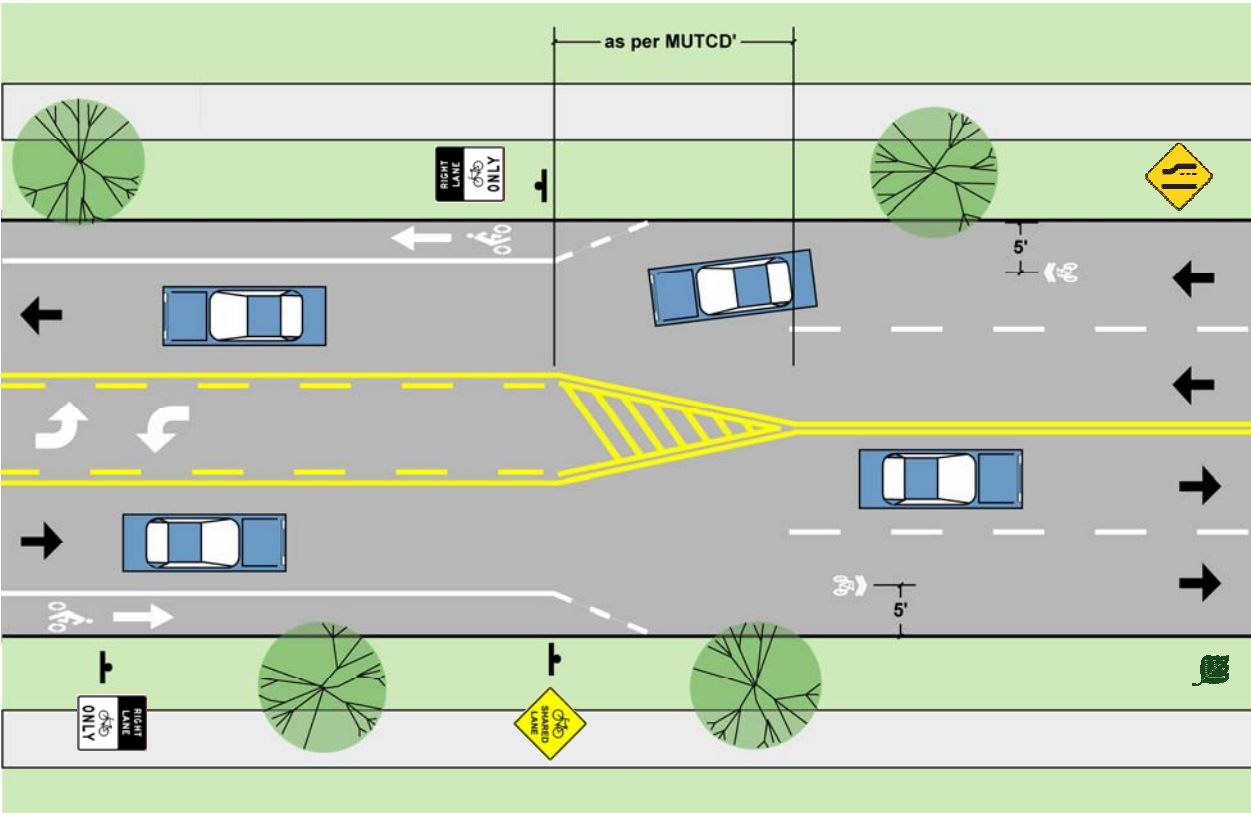 as per MUTCD'
RIGHT
LANE
ONLY
5'
5'
RIGHT
LANE
ONLY
SHARED
LANE